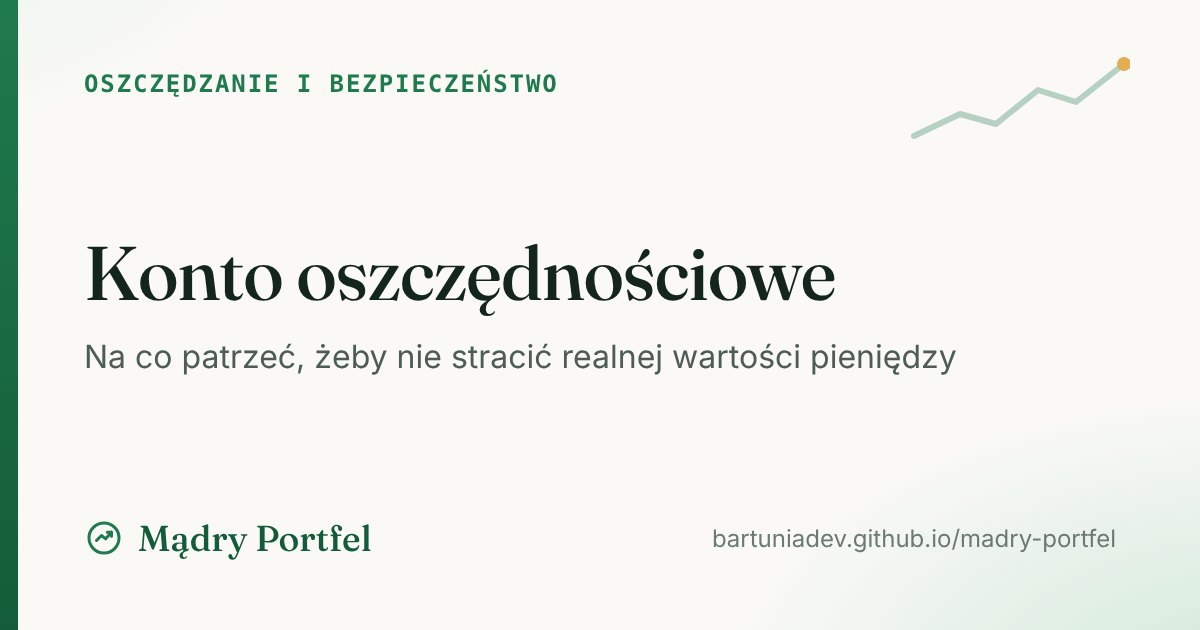 OSZCZĘDZANIE I BEZPIECZEŃSTWO
Konto oszczędnościowe
Na co patrzeć, żeby nie stracić realnej wartości pieniędzy
Mądry Portfel
bartuniadev.github.io/madry-portfel